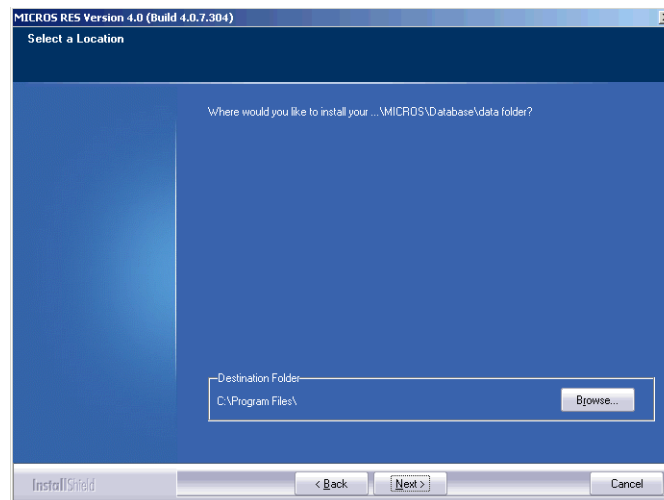 MICROS RES Version 4.0 (Build 4.0.7.304)
Select a Location
Where would you like to install your ...\MICROS\Database\data folder?
Destination Folder
C:\Program Files\
Browse...
InstallShield
< Back
Next >
Cancel